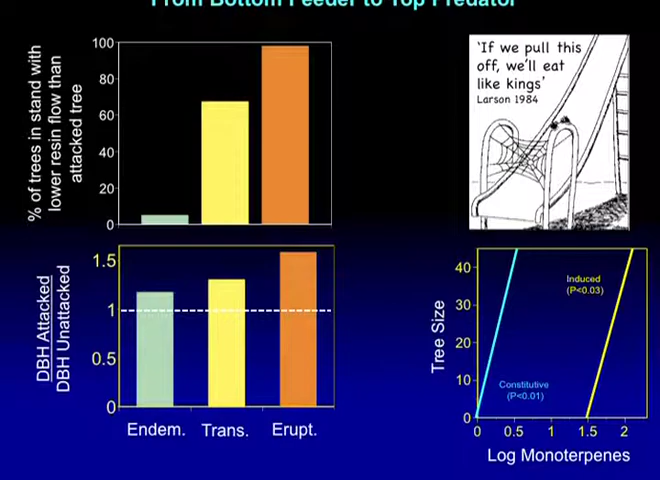 From Bottom Feeder to Top Predator
% of trees in stand with
lower resin flow than
attacked tree
100
80
60
40
20
0
'If we pull this
off, we'll eat
like kings'
Larson 1984
DBH Attacked
DBH Unattacked
1.5
1
0.5
0
Endem. Trans. Erupt.
Tree Size
40
30
20
10
0
Induced
(P<0.03)
Constitutive
(P<0.01)
0 0.5 1 1.5 2
Log Monoterpenes